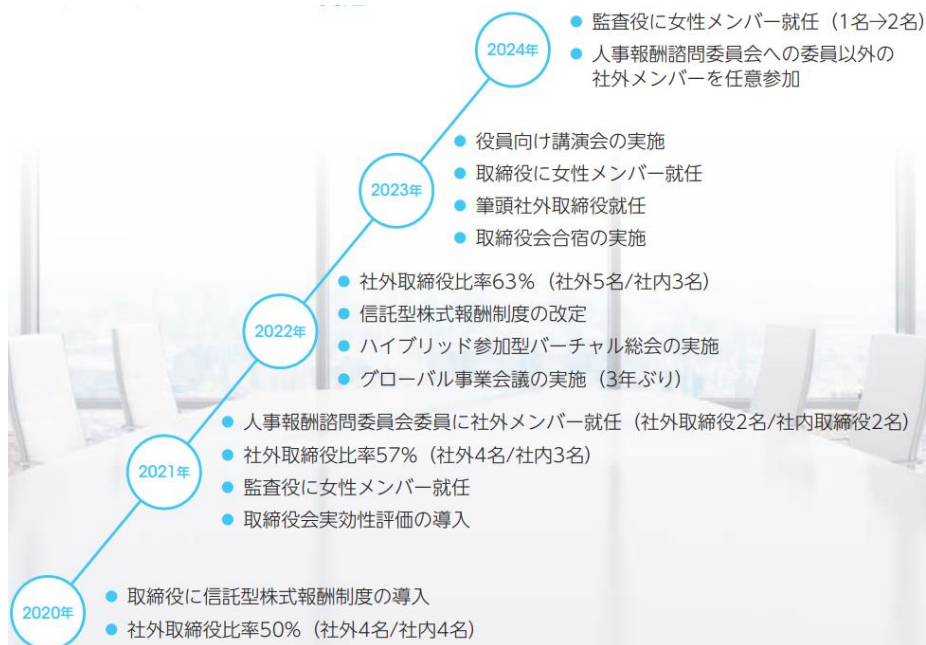 2024年
● 監査役に女性メンバー就任（1名→2名）
● 人事報酬諮問委員会への委員以外の
社外メンバーを任意参加
2023年
● 役員向け講演会の実施
● 取締役に女性メンバー就任
● 筆頭社外取締役就任
● 取締役会合宿の実施
2022年
● 社外取締役比率63%（社外5名/社内3名）
● 信託型株式報酬制度の改定
● ハイブリッド参加型バーチャル総会の実施
● グローバル事業会議の実施（3年ぶり）
2021年
● 人事報酬諮問委員会委員に社外メンバー就任（社外取締役2名/社内取締役2名）
● 社外取締役比率57%（社外4名/社内3名）
● 監査役に女性メンバー就任
● 取締役会実効性評価の導入
2020年
● 取締役に信託型株式報酬制度の導入
● 社外取締役比率50%（社外4名/社内4名）